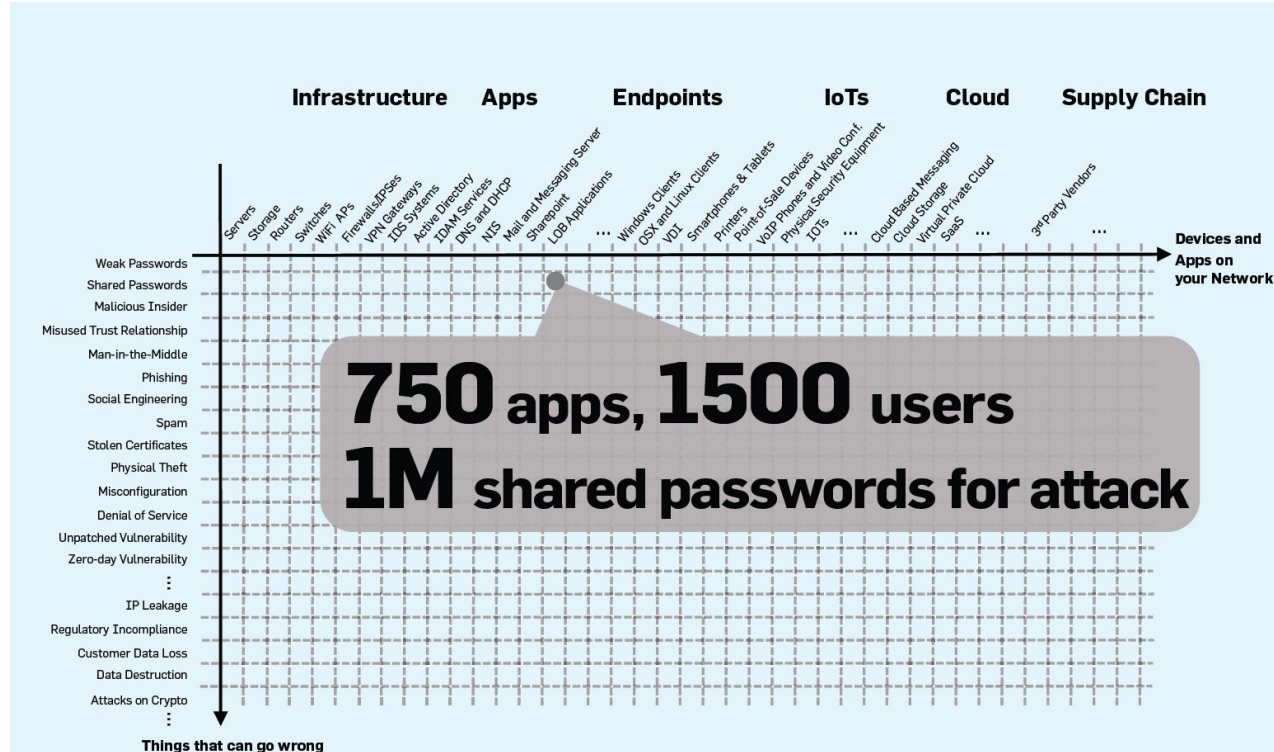 Infrastructure
Apps
Endpoints
IoTs
Cloud
Supply Chain
Servers
Storage
Routers
Switches
WiFi APs
Firewalls/IPSes
VPN Gateways
IDS Systems
Active Directory
IDAM Services
DNS and DHCP
NIS
Mail and Messaging Server
Sharepoint
LOB Applications
...
Windows Clients
OSX and Linux Clients
VDI
Smartphones & Tablets
Printers
Point-of-Sale Devices
VoIP Phones and Video Conf.
Physical Security Equipment
IOTs
...
Cloud Based Messaging
Cloud Storage
Virtual Private Cloud
SaaS
...
3rd Party Vendors
...
Devices and
Apps on
your Network
Weak Passwords
Shared Passwords
Malicious Insider
Misused Trust Relationship
Man-in-the-Middle
Phishing
Social Engineering
Spam
Stolen Certificates
Physical Theft
Misconfiguration
Denial of Service
Unpatched Vulnerability
Zero-day Vulnerability
⋮
IP Leakage
Regulatory Incompliance
Customer Data Loss
Data Destruction
Attacks on Crypto
⋮
Things that can go wrong
750 apps, 1500 users
1M shared passwords for attack